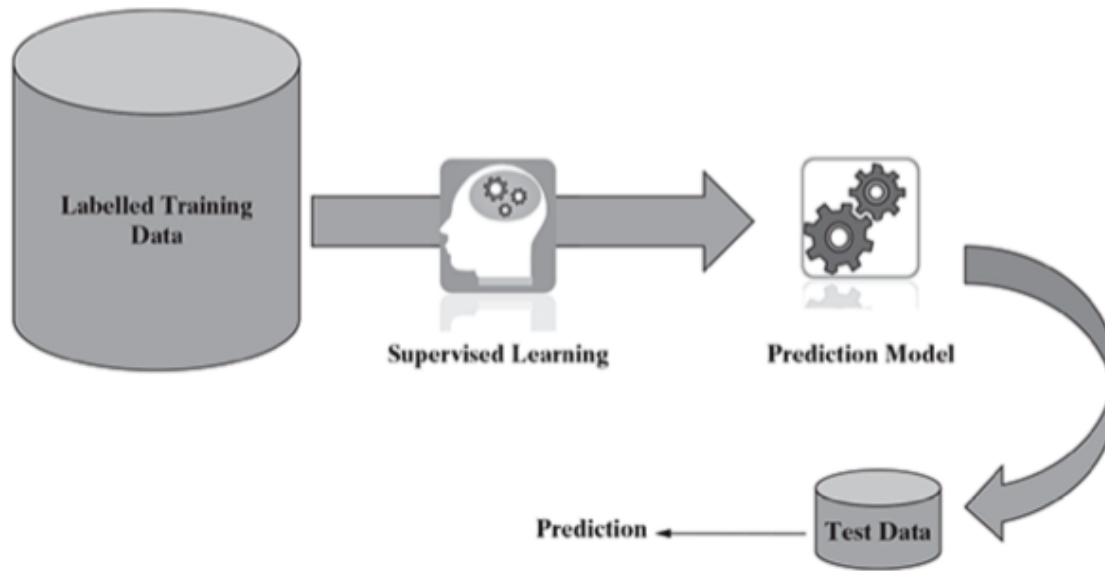 Labelled Training
Data
Supervised Learning
Prediction Model
Test Data
Prediction